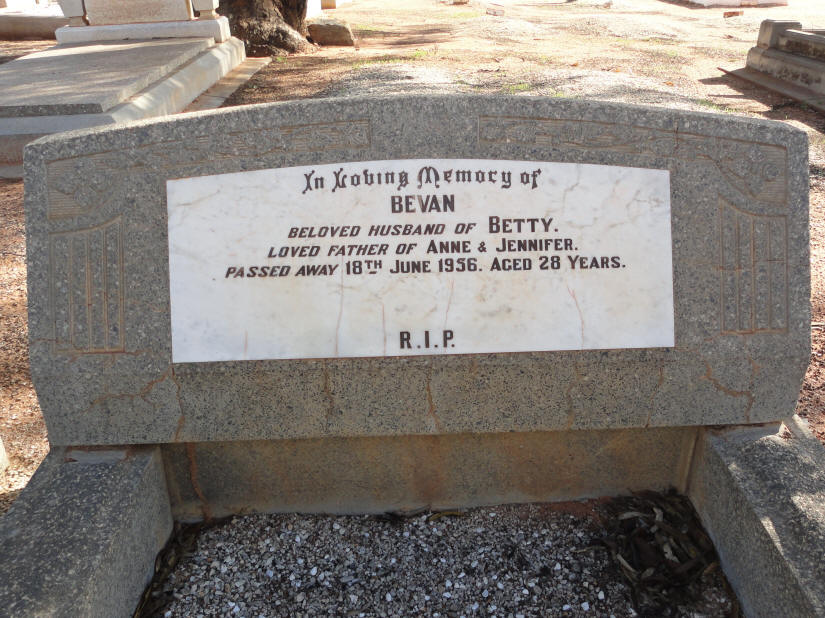 In Loving Memory of
BEVAN
BELOVED HUSBAND OF BETTY.
LOVED FATHER OF ANNE & JENNIFER.
PASSED AWAY 18TH JUNE 1956. AGED 28 YEARS.
R.I.P.